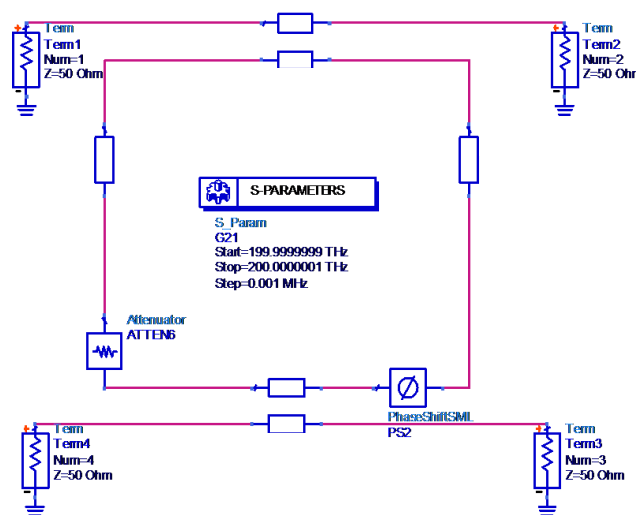 Term
Term1
Num=1
Z=50 Ohm
Term
Term2
Num=2
Z=50 Ohm
S-PARAMETERS
S_Param
G21
Start=199.9999999 THz
Stop=200.0000001 THz
Step=0.001 MHz
Attenuator
ATTEN6
PhaseShiftSML
PS2
Term
Term4
Num=4
Z=50 Ohm
Term
Term3
Num=3
Z=50 Ohm